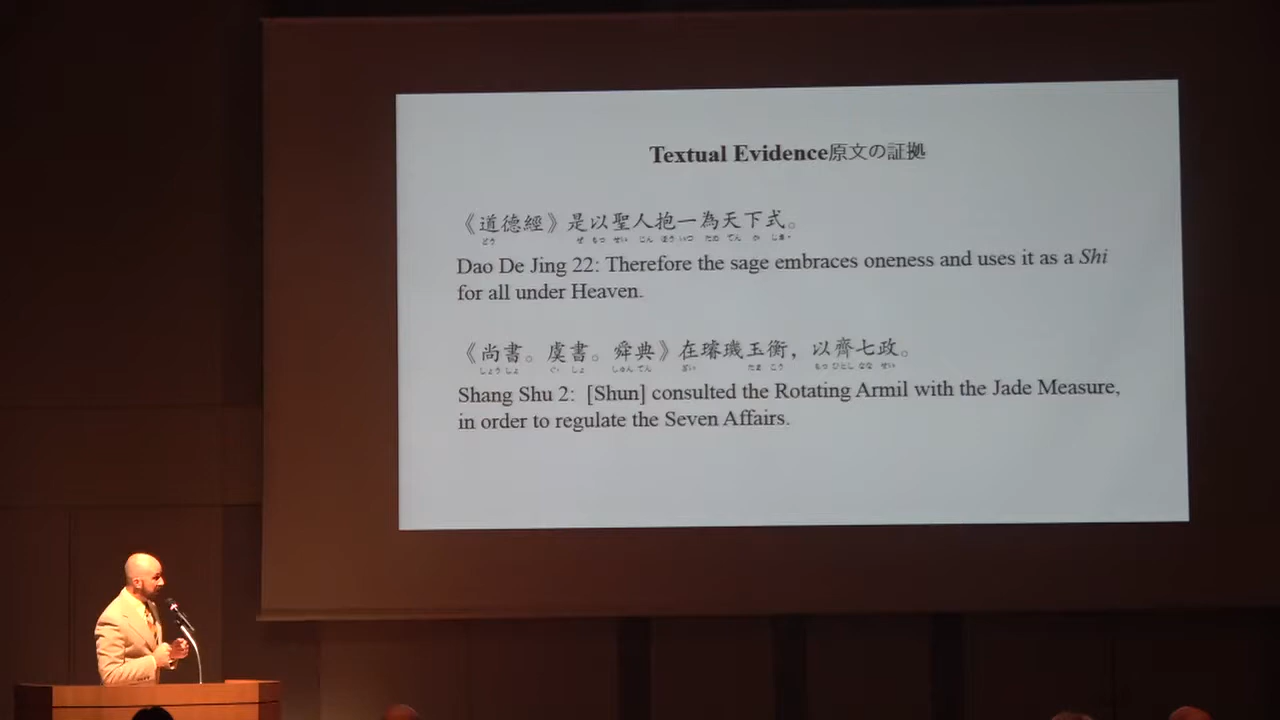 Textual Evidence原文の証拠
《道德經》是以聖人抱一為天下式。
Dao De Jing 22: Therefore the sage embraces oneness and uses it as a Shi
for all under Heaven.
《尚書。虞書。舜典》在璿璣玉衡，以齊七政。
Shang Shu 2: [Shun] consulted the Rotating Armil with the Jade Measure,
in order to regulate the Seven Affairs.